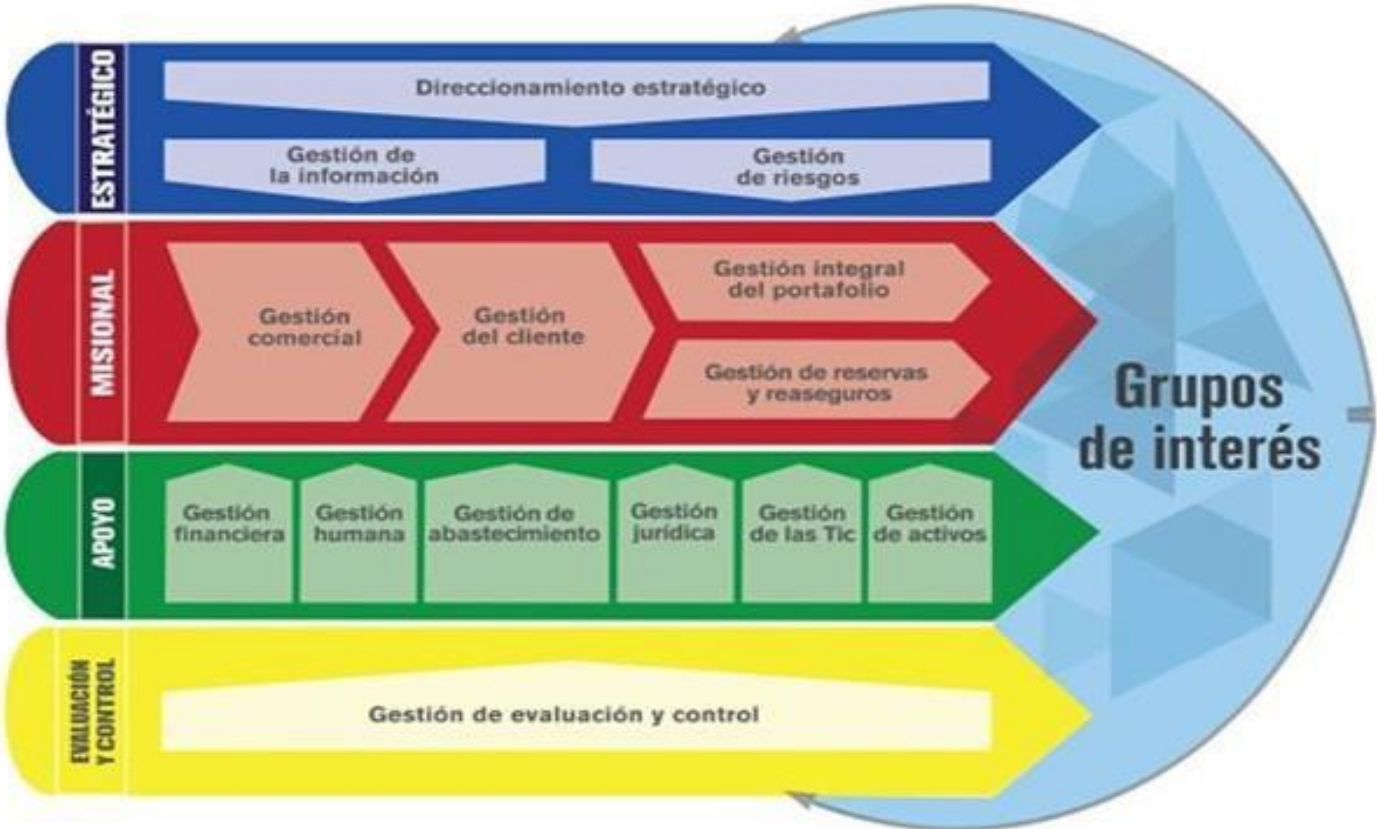 ESTRATÉGICO
Direccionamiento estratégico
Gestión de
la información
Gestión
de riesgos
MISIONAL
Gestión
comercial
Gestión
del cliente
Gestión integral
del portafolio
Gestión de reservas
y reaseguros
APOYO
Gestión
financiera
Gestión
humana
Gestión de
abastecimiento
Gestión
jurídica
Gestión
de las Tic
Gestión
de activos
EVALUACIÓN
Y CONTROL
Gestión de evaluación y control
Grupos
de interés